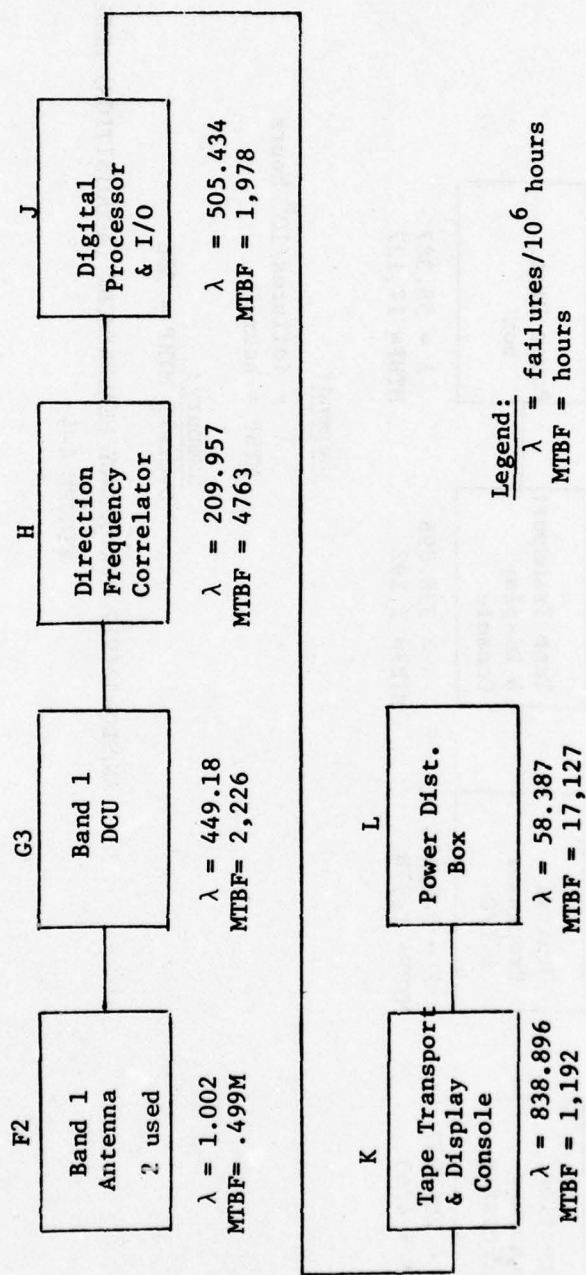 F2
Band 1
Antenna
2 used
λ = 1.002
MTBF= .499M
G3
Band 1
DCU
λ = 449.18
MTBF= 2,226
H
Direction
Frequency
Correlator
λ = 209.957
MTBF = 4763
J
Digital
Processor
& I/O
λ = 505.434
MTBF = 1,978
K
Tape Transport
& Display
Console
λ = 838.896
MTBF = 1,192
L
Power Dist.
Box
λ = 58.387
MTBF = 17,127
Legend:
λ = failures/10⁶ hours
MTBF = hours